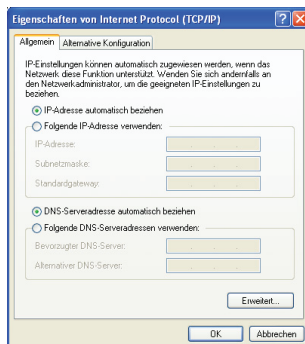 Eigenschaften von Internet Protocol (TCP/IP)
Allgemein Alternative Konfiguration
IP-Einstellungen können automatisch zugewiesen werden, wenn das
Netzwerk diese Funktion unterstützt. Wenden Sie sich andernfalls an
den Netzwerkadministrator, um die geeigneten IP-Einstellungen zu
beziehen.
IP-Adresse automatisch beziehen
Folgende IP-Adresse verwenden:
IP-Adresse:
Subnetzmaske:
Standardgateway:
DNS-Serveradresse automatisch beziehen
Folgende DNS-Serveradressen verwenden:
Bevorzugter DNS-Server:
Alternativer DNS-Server:
Erweitert...
OK Abbrechen